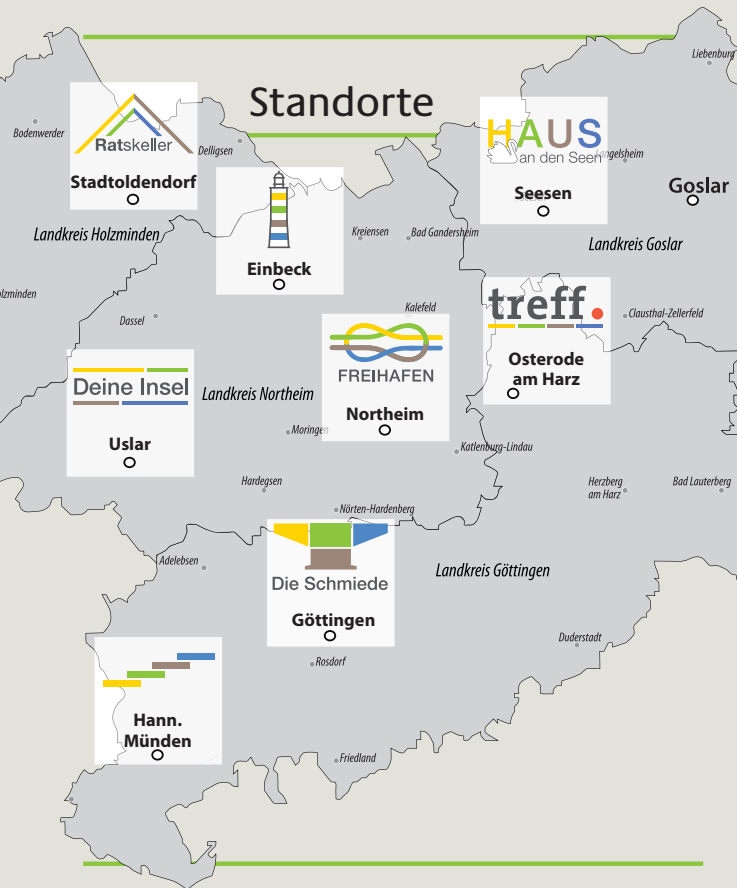 Liebenburg
Standorte
Bodenwerder
Ratskeller
Delligsen
HAUS
an den Seen
Langelsheim
Stadtoldendorf
Seesen
Goslar
Landkreis Holzminden
Kreiensen
Bad Gandersheim
Landkreis Goslar
Einbeck
Dassel
Kalefeld
treff.
Clausthal-Zellerfeld
Osterode
am Harz
FREIHAFEN
Deine Insel
Landkreis Northeim
Northeim
Uslar
Moringen
Katlenburg-Lindau
Hardegsen
Herzberg
am Harz
Bad Lauterberg
Nörten-Hardenberg
Adelebsen
Die Schmiede
Landkreis Göttingen
Göttingen
Duderstadt
Rosdorf
Hann.
Münden
Friedland